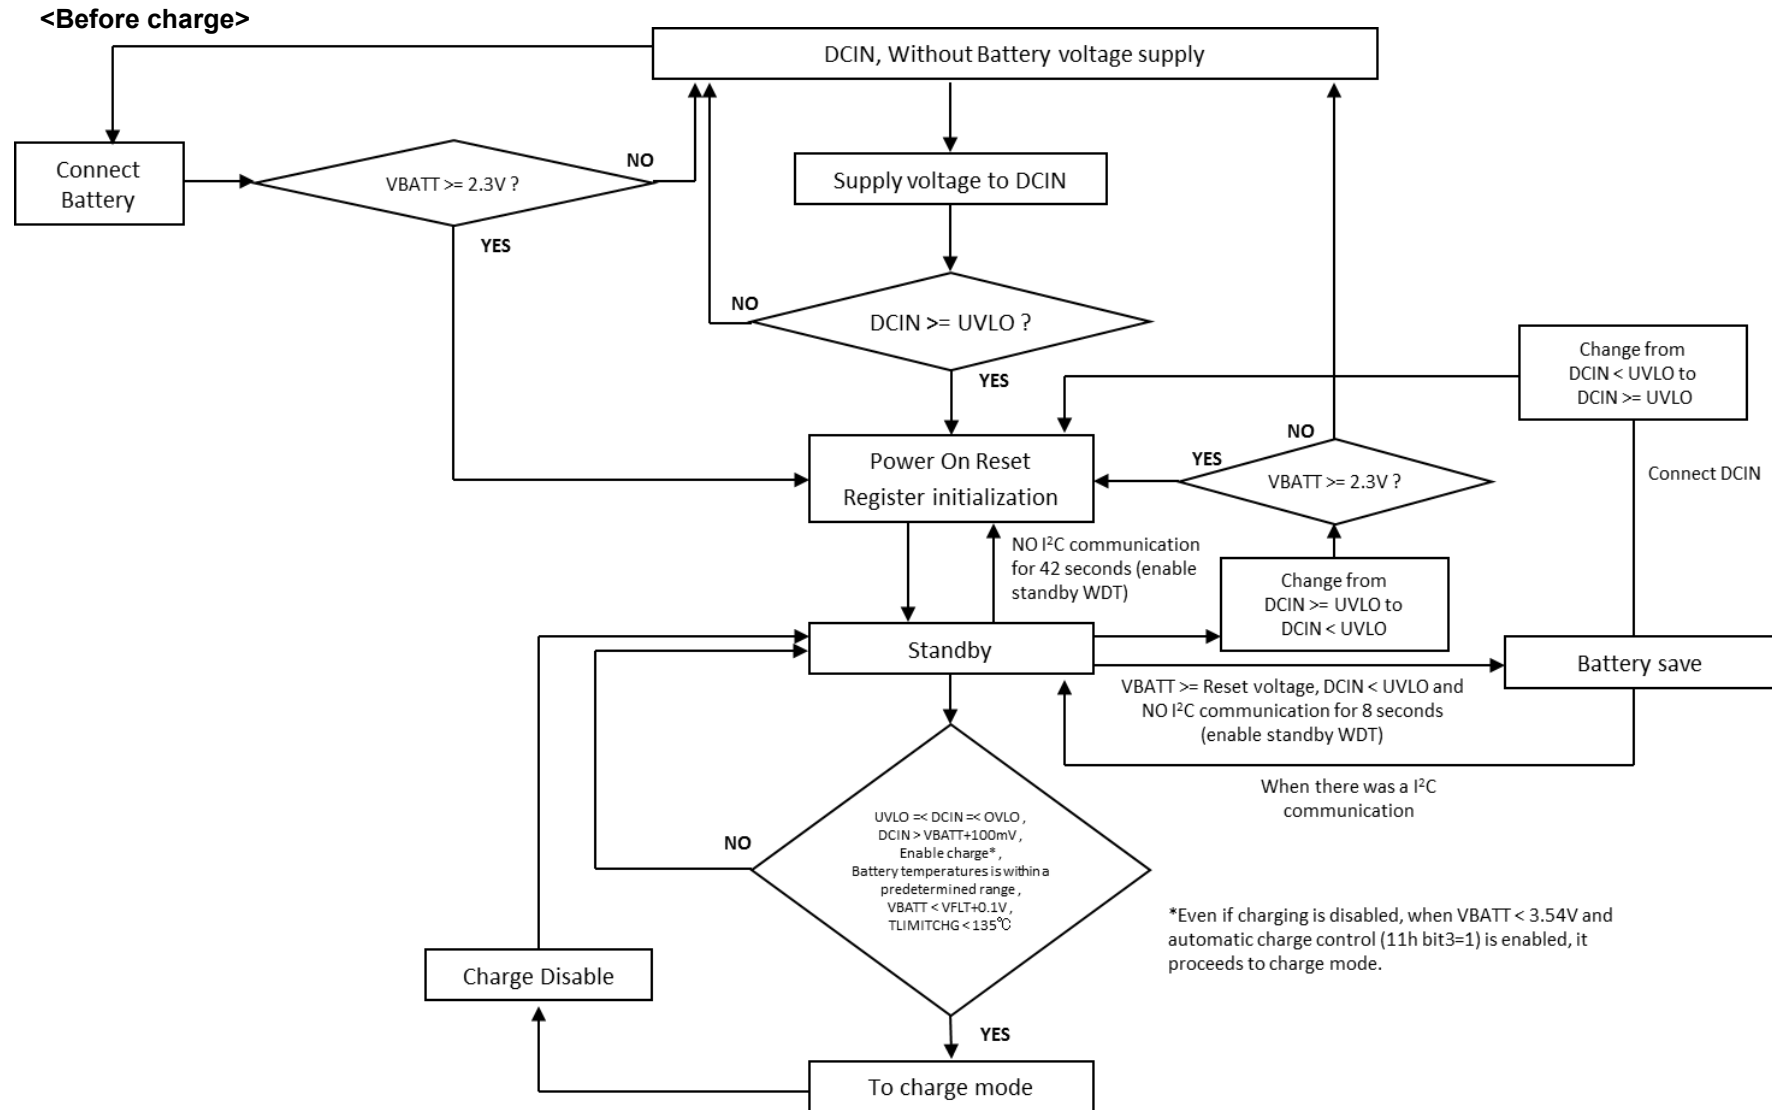 <Before charge>
DCIN, Without Battery voltage supply
Connect
Battery
VBATT >= 2.3V ?
NO
YES
Supply voltage to DCIN
DCIN >= UVLO ?
NO
YES
Change from
DCIN < UVLO to
DCIN >= UVLO
Connect DCIN
Power On Reset
Register initialization
VBATT >= 2.3V ?
NO
YES
NO I²C communication
for 42 seconds (enable
standby WDT)
Change from
DCIN >= UVLO to
DCIN < UVLO
Standby
Battery save
VBATT >= Reset voltage, DCIN < UVLO and
NO I²C communication for 8 seconds
(enable standby WDT)
When there was a I²C
communication
UVLO =< DCIN =< OVLO ,
DCIN > VBATT+100mV ,
Enable charge* ,
Battery temperatures is within a
predetermined range ,
VBATT < VFLT+0.1V ,
TLIMITCHG < 135℃
NO
YES
*Even if charging is disabled, when VBATT < 3.54V and
automatic charge control (11h bit3=1) is enabled, it
proceeds to charge mode.
Charge Disable
To charge mode